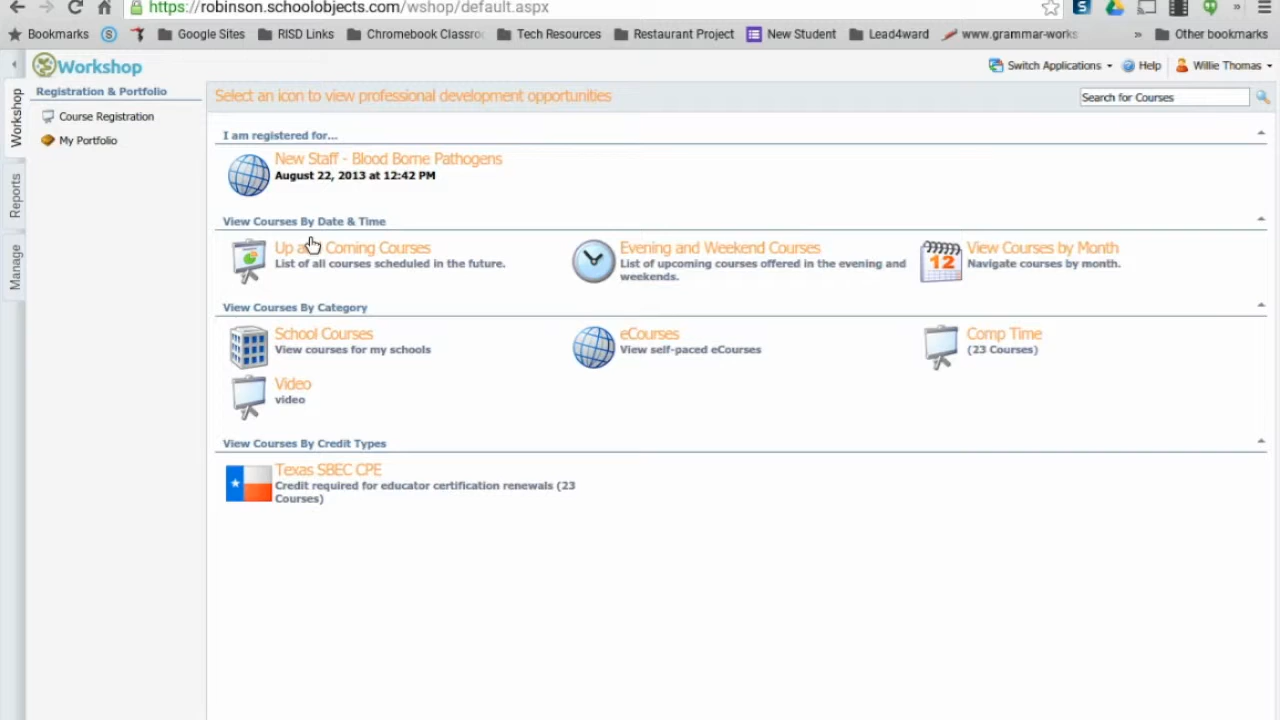 https://robinson.schoolobjects.com/wshop/default.aspx
Bookmarks Google Sites RISD Links Chromebook Classro Tech Resources Restaurant Project New Student Lead4ward www.grammar-works » Other bookmarks
Workshop Switch Applications Help Willie Thomas
Registration & Portfolio
Course Registration
My Portfolio
Workshop
Reports
Manage
Select an icon to view professional development opportunities Search for Courses
I am registered for...
New Staff - Blood Borne Pathogens
August 22, 2013 at 12:42 PM
View Courses By Date & Time
Up Coming Courses
List of all courses scheduled in the future.
Evening and Weekend Courses
List of upcoming courses offered in the evening and
weekends.
12
View Courses by Month
Navigate courses by month.
View Courses By Category
School Courses
View courses for my schools
eCourses
View self-paced eCourses
Comp Time
(23 Courses)
Video
video
View Courses By Credit Types
Texas SBEC CPE
Credit required for educator certification renewals (23
Courses)